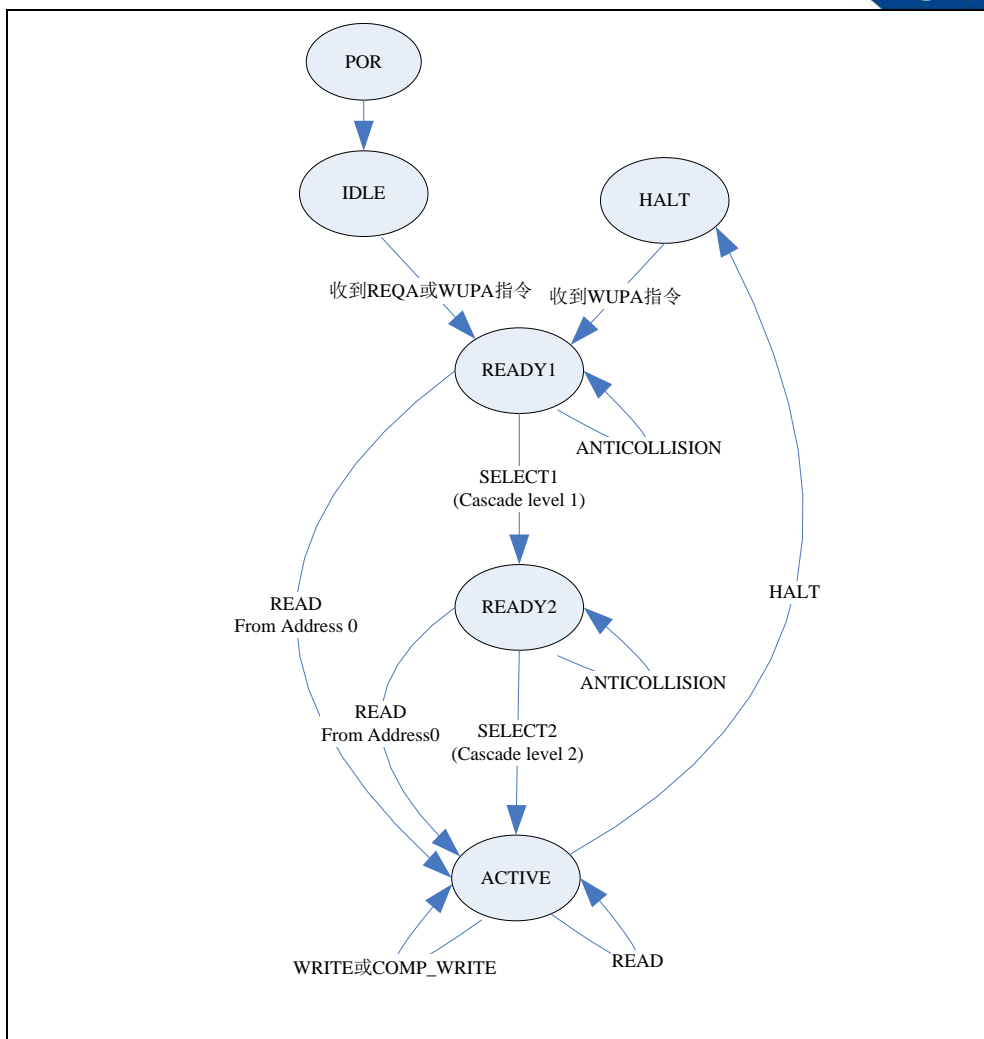 POR
IDLE
HALT
收到REQA或WUPA指令
收到WUPA指令
READY1
ANTICOLLISION
SELECT1
(Cascade level 1)
READ
From Address 0
READY2
HALT
ANTICOLLISION
READ
From Address0
SELECT2
(Cascade level 2)
ACTIVE
WRITE或COMP_WRITE
READ